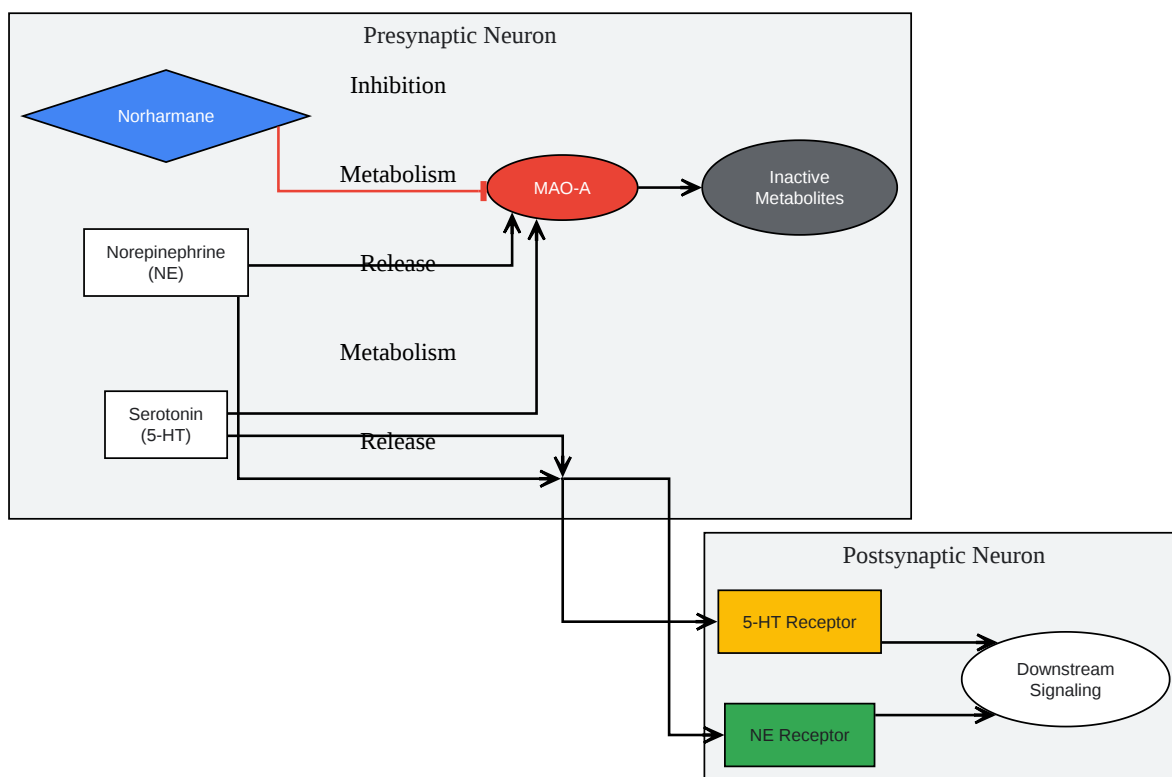 Presynaptic Neuron
Inhibition
Norharmane
Metabolism
MAO-A
Inactive
Metabolites
Norepinephrine
(NE)
Release
Metabolism
Serotonin
(5-HT)
Release
Postsynaptic Neuron
5-HT Receptor
Downstream
Signaling
NE Receptor